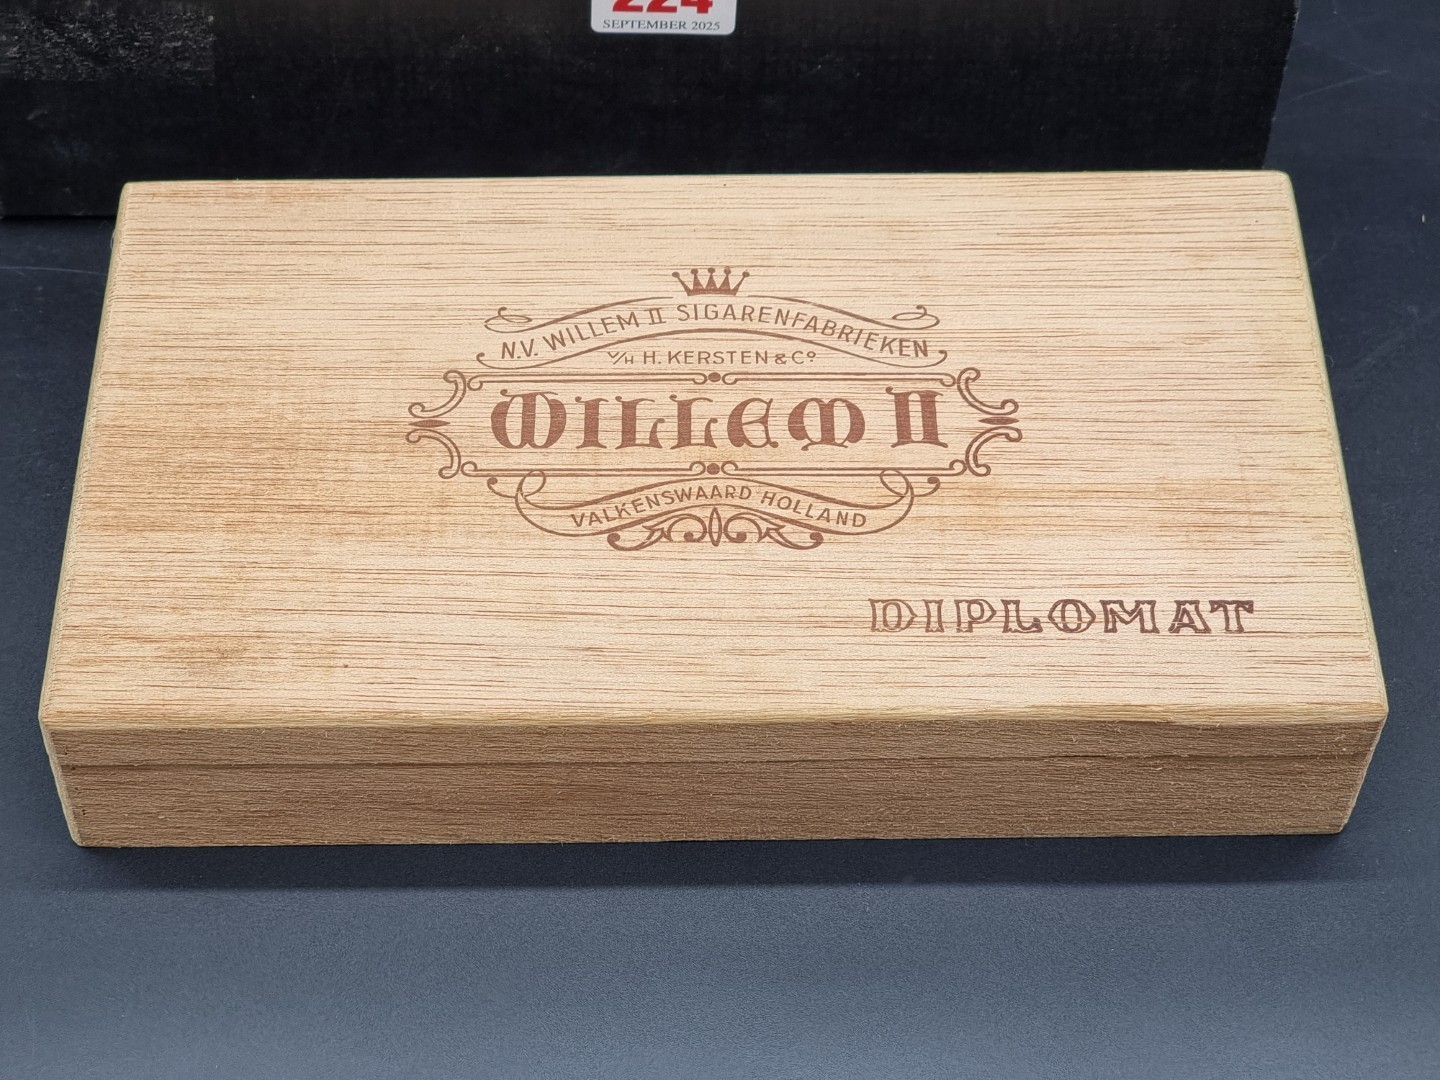 224
SEPTEMBER 2025
N.V. WILLEM II SIGARENFABRIEKEN
V/H H. KERSTEN & Cº
WILLEM II
VALKENSWAARD HOLLAND
DIPLOMAT